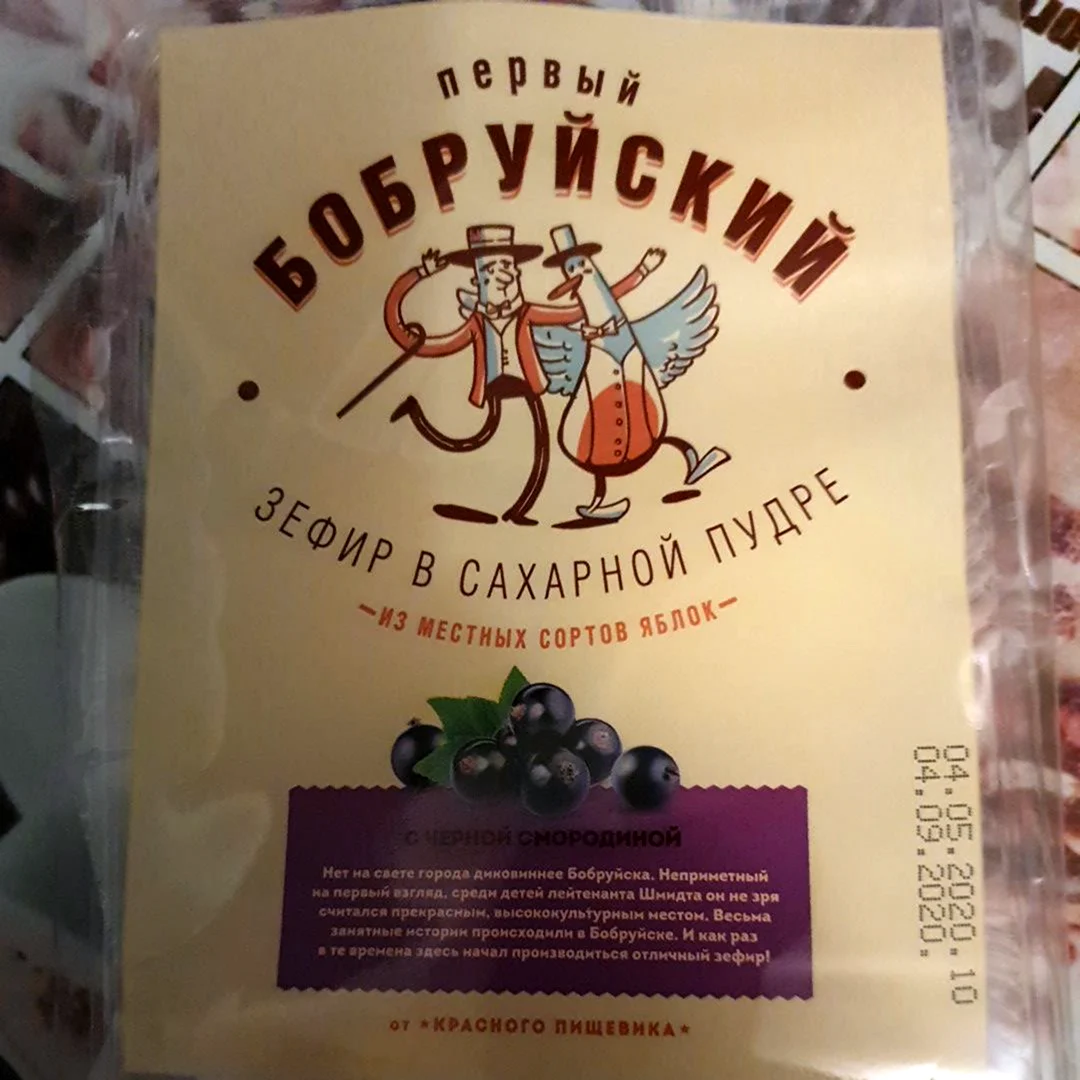 первый
БОБРУЙСКИЙ
ЗЕФИР В САХАРНОЙ ПУДРЕ
—ИЗ МЕСТНЫХ СОРТОВ ЯБЛОК—
С ЧЕРНОЙ СМОРОДИНОЙ
Нет на свете города диковиннее Бобруйска. Неприметный
на первый взгляд, среди детей лейтенанта Шмидта он не зря
считался прекрасным, высококультурным местом. Весьма
занятные истории происходили в Бобруйске. И как раз
в те времена здесь начал производиться отличный зефир!
от ★КРАСНОГО ПИЩЕВИКА★
04.05.2020. 10
04.09.2020.